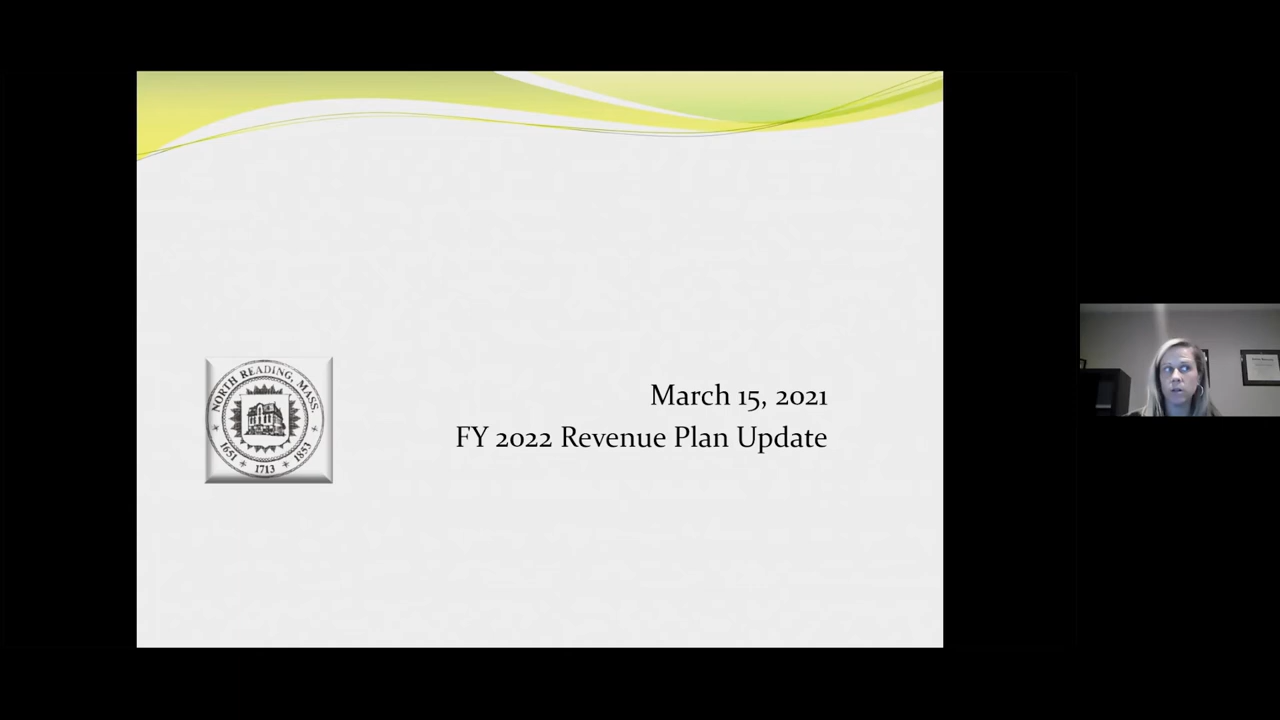 March 15, 2021
FY 2022 Revenue Plan Update
NORTH READING, MASS.
1651 + 1713 + 1853